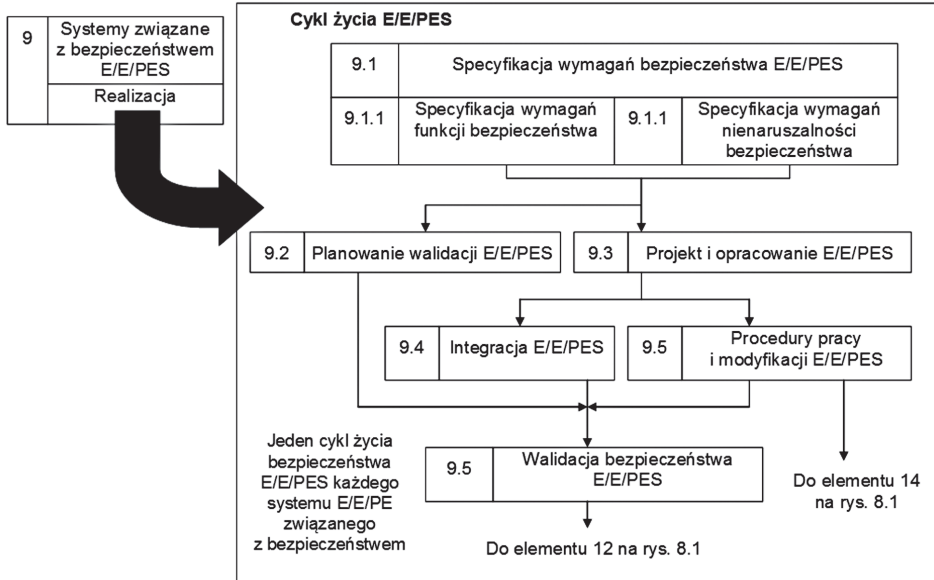 9
Systemy związane
z bezpieczeństwem
E/E/PES
Realizacja
Cykl życia E/E/PES
9.1
Specyfikacja wymagań bezpieczeństwa E/E/PES
9.1.1
Specyfikacja wymagań
funkcji bezpieczeństwa
9.1.1
Specyfikacja wymagań
nienaruszalności
bezpieczeństwa
9.2
Planowanie walidacji E/E/PES
9.3
Projekt i opracowanie E/E/PES
9.4
Integracja E/E/PES
9.5
Procedury pracy
i modyfikacji E/E/PES
Jeden cykl życia
bezpieczeństwa
E/E/PES każdego
systemu E/E/PE
związanego
z bezpieczeństwem
9.5
Walidacja bezpieczeństwa
E/E/PES
Do elementu 14
na rys. 8.1
Do elementu 12 na rys. 8.1